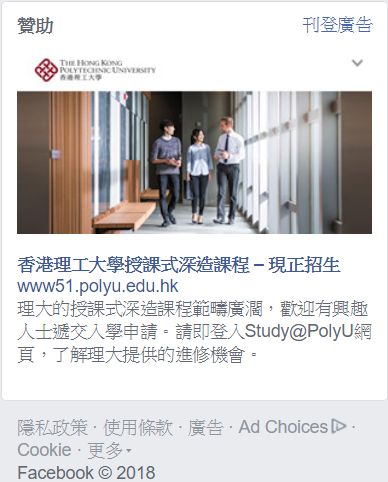 贊助 刊登廣告
THE HONG KONG
POLYTECHNIC UNIVERSITY
香港理工大學
香港理工大學授課式深造課程 – 現正招生
www51.polyu.edu.hk
理大的授課式深造課程範疇廣濶，歡迎有興趣
人士遞交入學申請。請即登入Study@PolyU網
頁，了解理大提供的進修機會。
隱私政策 · 使用條款 · 廣告 · Ad Choices ·
Cookie · 更多
Facebook © 2018